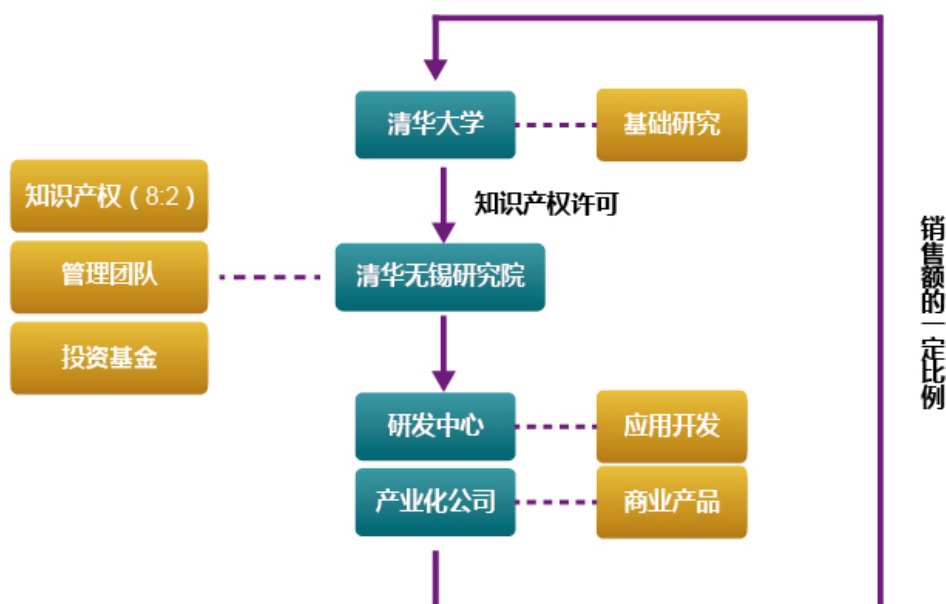 清华大学
基础研究
知识产权（8:2）
知识产权许可
管理团队
清华无锡研究院
投资基金
研发中心
应用开发
产业化公司
商业产品
销售额的一定比例